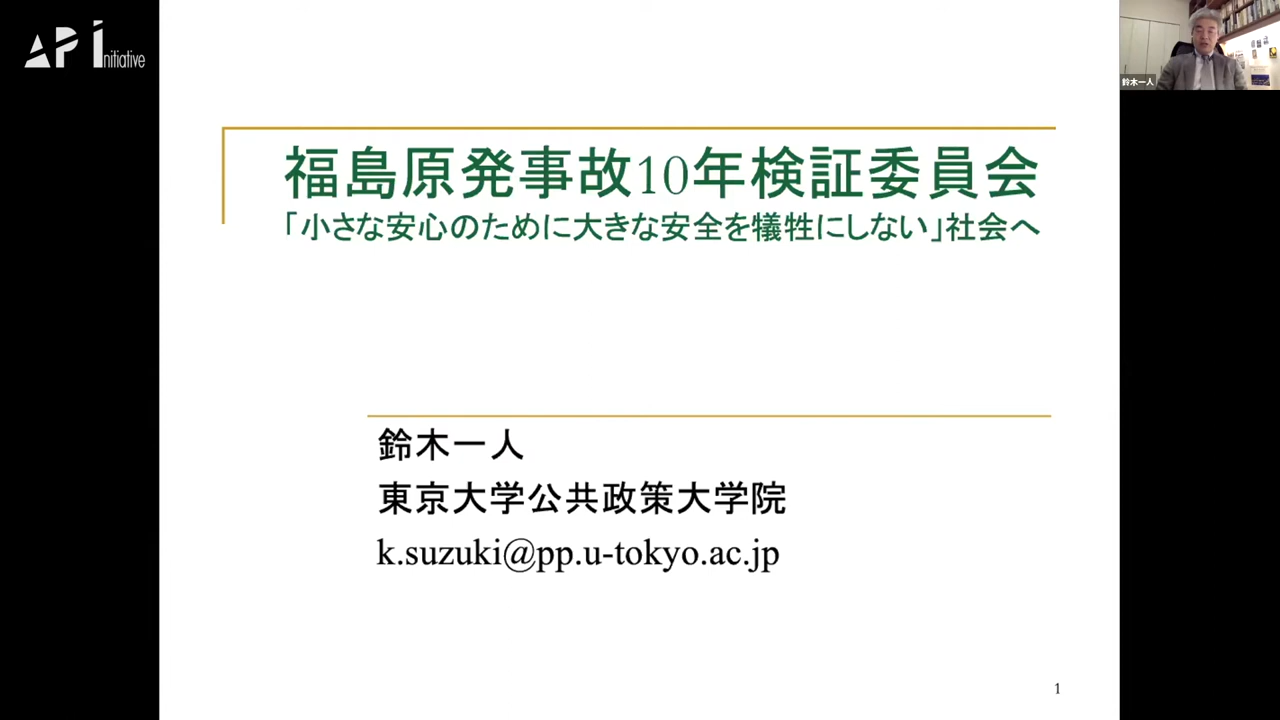 API nitiative
鈴木一人
福島原発事故10年検証委員会
「小さな安心のために大きな安全を犠牲にしない」社会へ
鈴木一人
東京大学公共政策大学院
k.suzuki@pp.u-tokyo.ac.jp
1